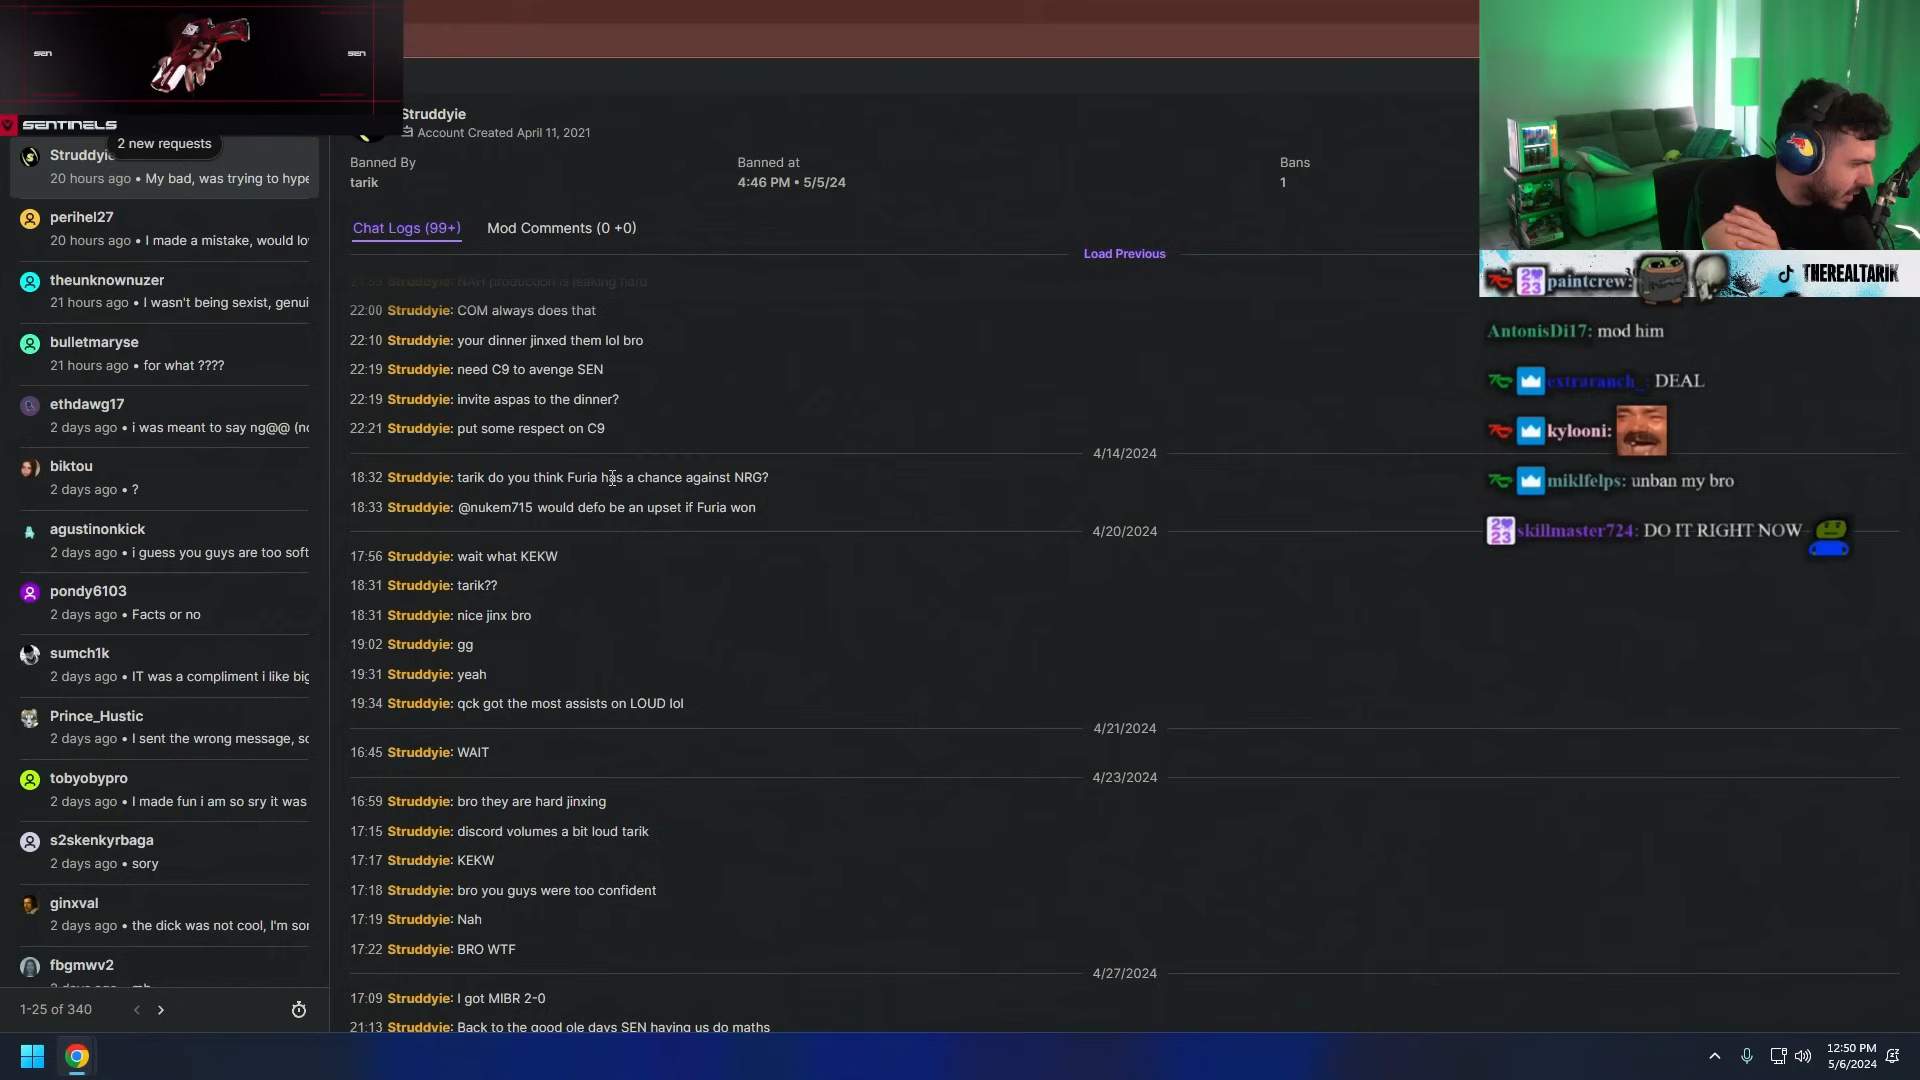 SEN
SEN
SENTINELS
2 new requests
Struddyie
20 hours ago • My bad, was trying to hype
perihel27
20 hours ago • I made a mistake, would lo
theunknownuzer
21 hours ago • I wasn't being sexist, genui
bulletmaryse
21 hours ago • for what ????
ethdawg17
2 days ago • i was meant to say ng@@ (no
biktou
2 days ago • ?
agustinonkick
2 days ago • i guess you guys are too soft
pondy6103
2 days ago • Facts or no
sumch1k
2 days ago • IT was a compliment i like big
Prince_Hustic
2 days ago • I sent the wrong message, so
tobyobypro
2 days ago • I made fun i am so sry it was
s2skenkyrbaga
2 days ago • sory
ginxval
2 days ago • the dick was not cool, I'm sor
fbgmwv2
1-25 of 340
Struddyie
Account Created April 11, 2021
Banned By
tarik
Banned at
4:46 PM • 5/5/24
Bans
1
Chat Logs (99+)
Mod Comments (0 +0)
Load Previous
21:59 Struddyie: NAH production is leaking hard
22:00 Struddyie: COM always does that
22:10 Struddyie: your dinner jinxed them lol bro
22:19 Struddyie: need C9 to avenge SEN
22:19 Struddyie: invite aspas to the dinner?
22:21 Struddyie: put some respect on C9
4/14/2024
18:32 Struddyie: tarik do you think Furia has a chance against NRG?
18:33 Struddyie: @nukem715 would defo be an upset if Furia won
4/20/2024
17:56 Struddyie: wait what KEKW
18:31 Struddyie: tarik??
18:31 Struddyie: nice jinx bro
19:02 Struddyie: gg
19:31 Struddyie: yeah
19:34 Struddyie: qck got the most assists on LOUD lol
4/21/2024
16:45 Struddyie: WAIT
4/23/2024
16:59 Struddyie: bro they are hard jinxing
17:15 Struddyie: discord volumes a bit loud tarik
17:17 Struddyie: KEKW
17:18 Struddyie: bro you guys were too confident
17:19 Struddyie: Nah
17:22 Struddyie: BRO WTF
4/27/2024
17:09 Struddyie: I got MIBR 2-0
21:13 Struddyie: Back to the good ole days SEN having us do maths
THEREALTARIK
paintcrew:
AntonisDi17: mod him
extraranch_: DEAL
kylooni:
miklfelps: unban my bro
skillmaster724: DO IT RIGHT NOW
12:50 PM
5/6/2024